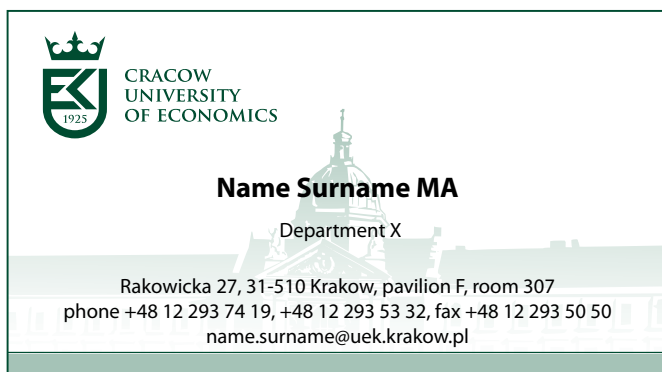 EK
1925
CRACOW
UNIVERSITY
OF ECONOMICS
Name Surname MA
Department X
Rakowicka 27, 31-510 Krakow, pavilion F, room 307
phone +48 12 293 74 19, +48 12 293 53 32, fax +48 12 293 50 50
name.surname@uek.krakow.pl